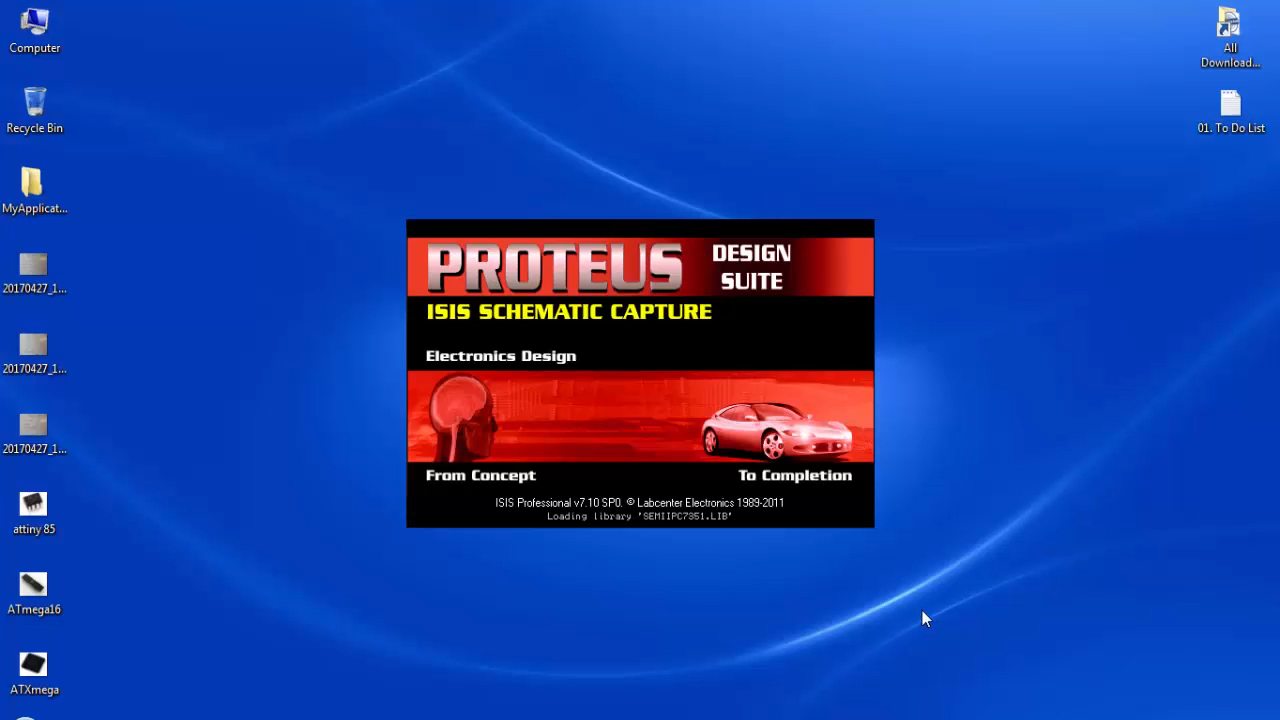 Computer
Recycle Bin
MyApplicat...
20170427_1...
20170427_1...
20170427_1...
attiny 85
ATmega16
ATXmega
PROTEUS DESIGN SUITE
ISIS SCHEMATIC CAPTURE
Electronics Design
From Concept To Completion
ISIS Professional v7.10 SP0. © Labcenter Electronics 1989-2011
Loading library 'SEMIIPC7351.LIB'
All
Download...
01. To Do List